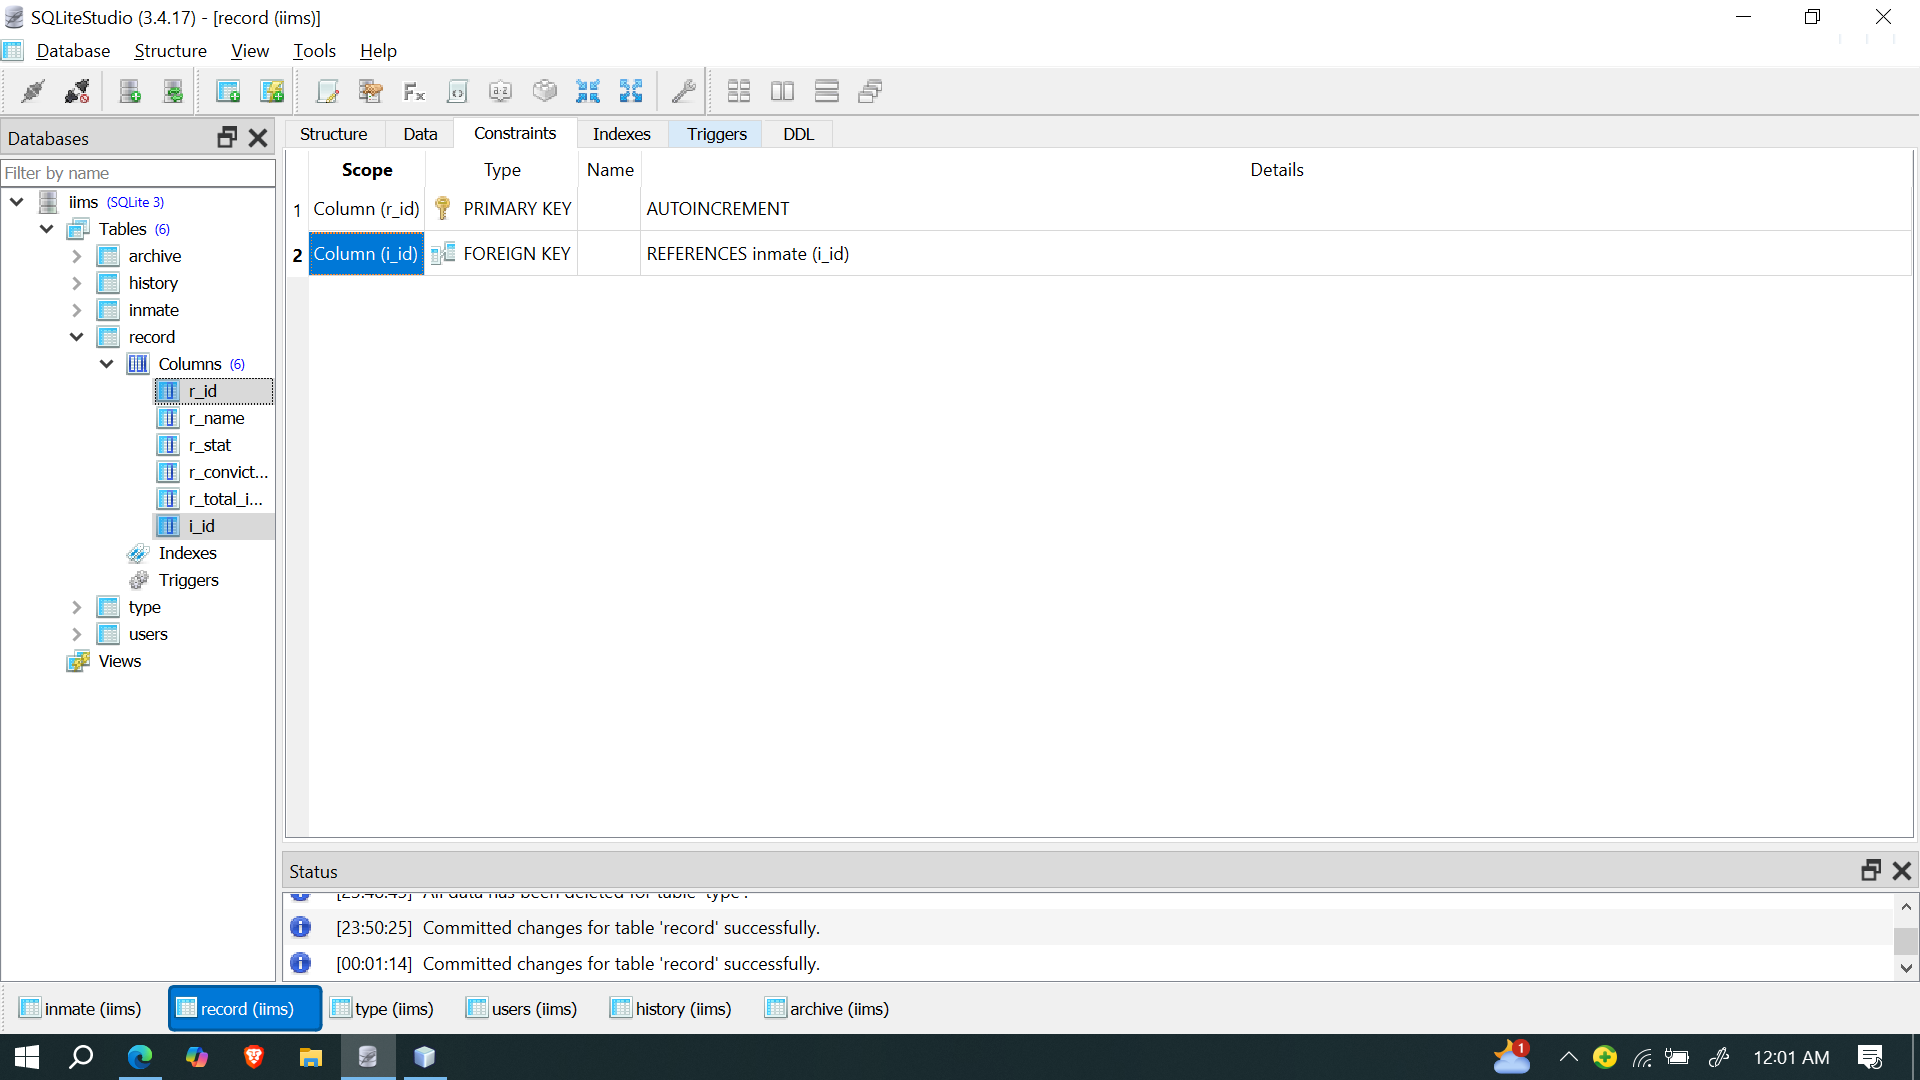 SQLiteStudio (3.4.17) - [record (iims)]
Database Structure View Tools Help
Databases
Filter by name
iims (SQLite 3)
Tables (6)
archive
history
inmate
record
Columns (6)
r_id
r_name
r_stat
r_convict...
r_total_i...
i_id
Indexes
Triggers
type
users
Views
Structure Data Constraints Indexes Triggers DDL
Scope Type Name Details
1 Column (r_id) PRIMARY KEY AUTOINCREMENT
2 Column (i_id) FOREIGN KEY REFERENCES inmate (i_id)
Status
[23:50:25] Committed changes for table 'record' successfully.
[00:01:14] Committed changes for table 'record' successfully.
inmate (iims) record (iims) type (iims) users (iims) history (iims) archive (iims)
1 12:01 AM